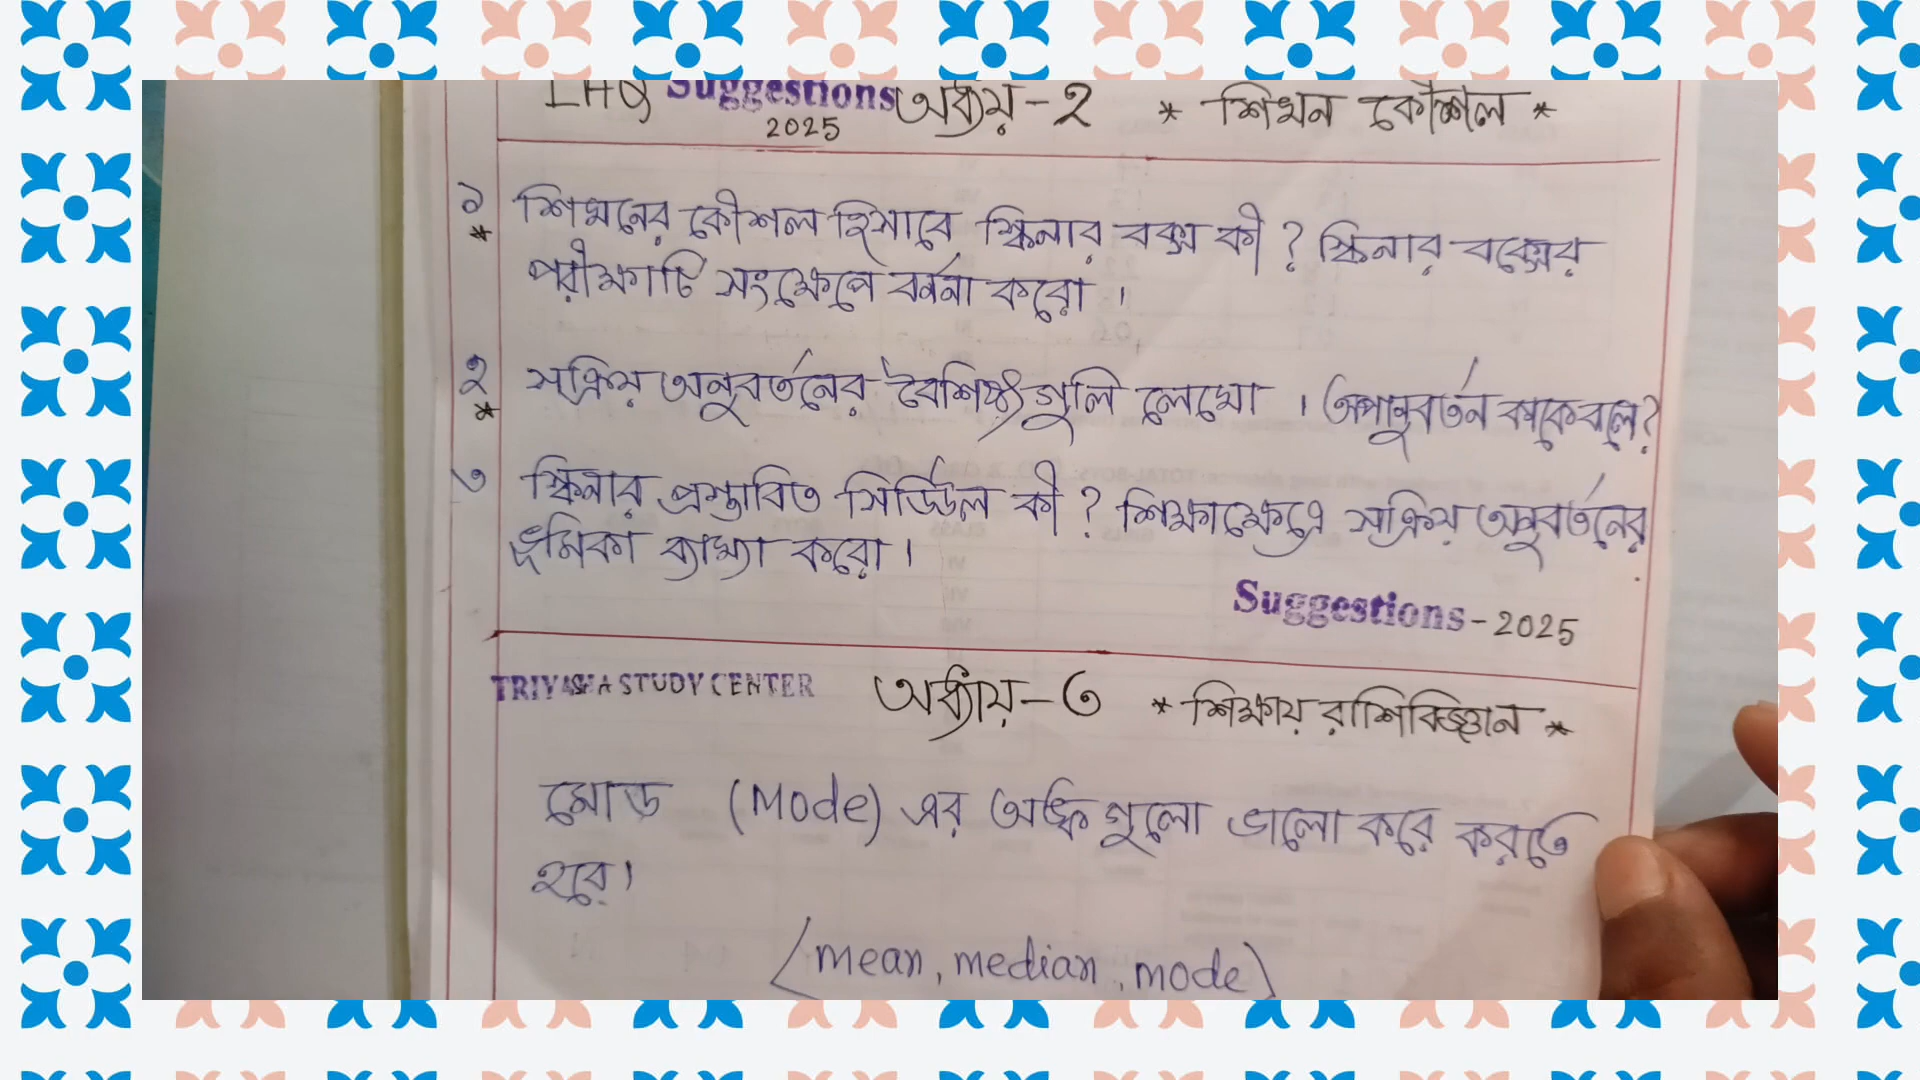 Suggestions অধ্যায় - ২ * শিখন কৌশল *
2025
১ শিখনের কৌশল হিসাবে স্কিনার বক্স কী ? স্কিনার বক্সের
* পরীক্ষাটি সংক্ষেপে বর্ননা করো ।
২ সক্রিয় অনুবর্তনের বৈশিষ্ট্য গুলি লেখো । অপানুবর্তন কাকে বলে ?
*
৩ স্কিনার প্রস্তাবিত সিডিউল কী ? শিক্ষাক্ষেত্রে সক্রিয় অনুবর্তনের
ভূমিকা ব্যাখ্যা করো ।
Suggestions - 2025
TRIYASHA STUDY CENTER অধ্যায় - ৩ * শিক্ষায় রাশিবিজ্ঞান *
মোড (Mode) এর অঙ্ক গুলো ভালো করে করতে
হবে ।
(mean, median, mode)